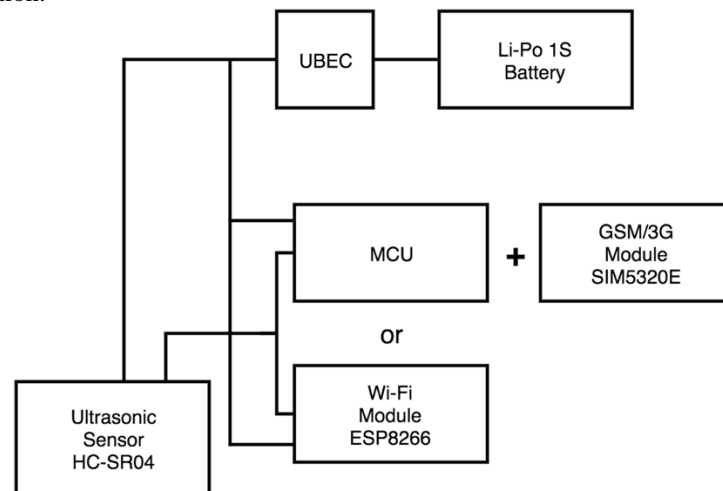 UBEC
Li-Po 1S
Battery
MCU
+
GSM/3G
Module
SIM5320E
or
Wi-Fi
Module
ESP8266
Ultrasonic
Sensor
HC-SR04